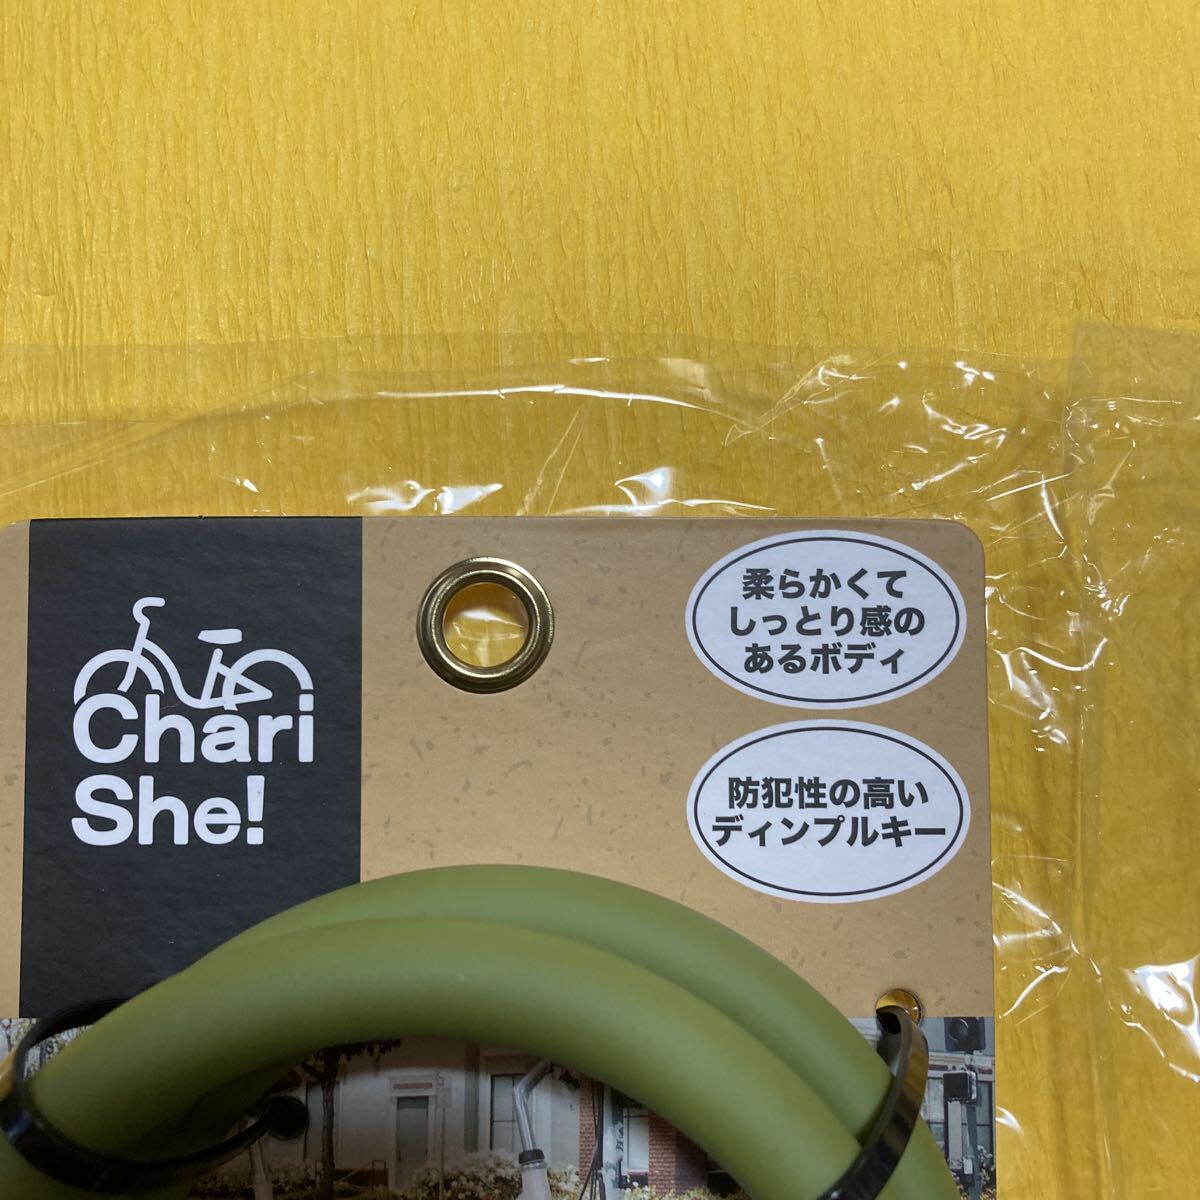 Chari
She!
柔らかくて
しっとり感の
あるボディ
防犯性の高い
ディンプルキー